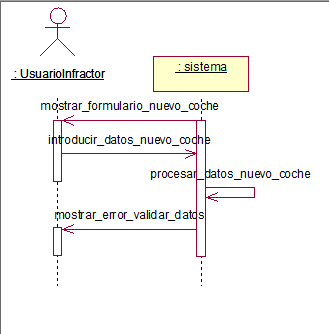 : UsuarioInfractor
: sistema
mostrar_formulario_nuevo_coche
introducir_datos_nuevo_coche
procesar_datos_nuevo_coche
mostrar_error_validar_datos